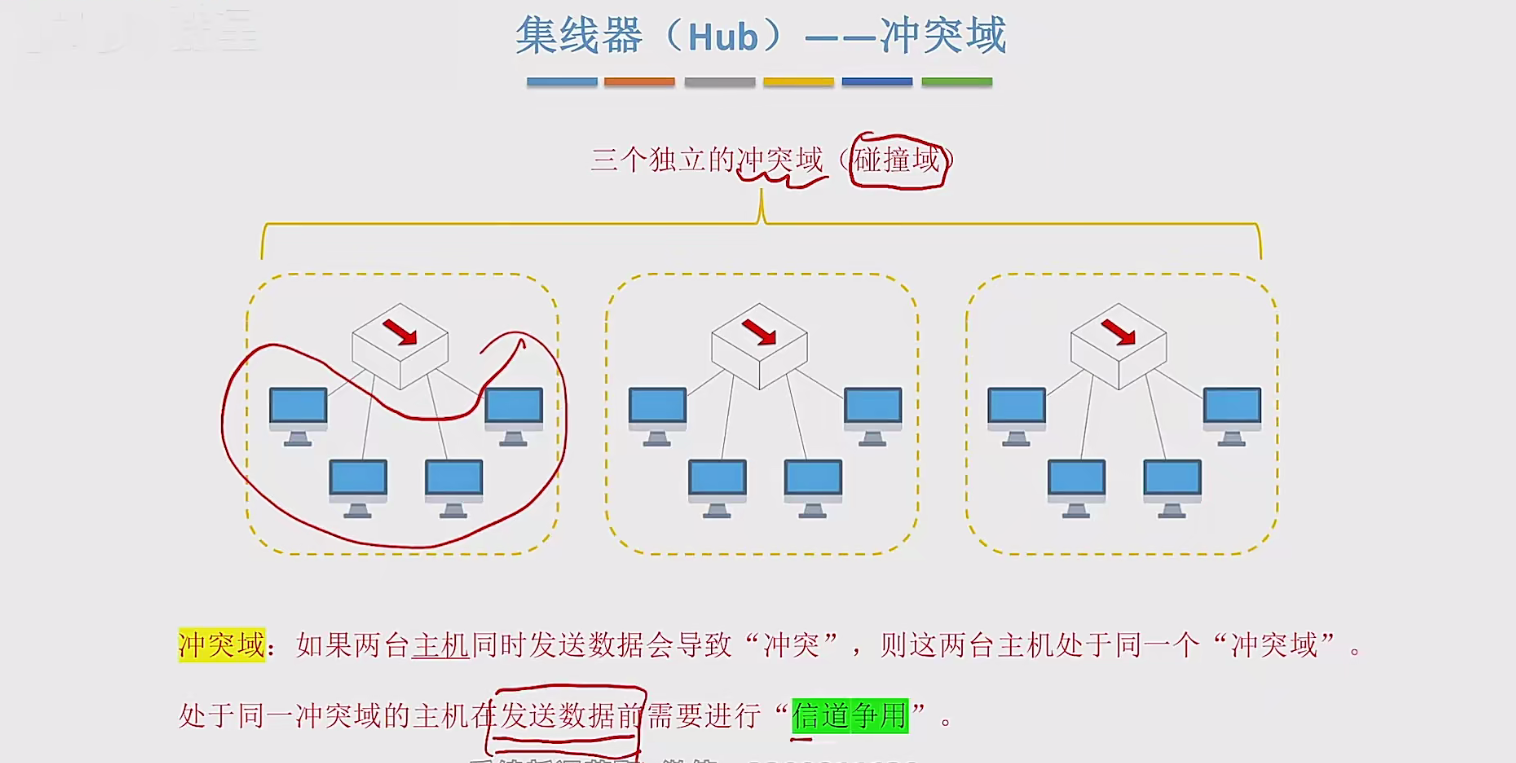 集线器（Hub）——冲突域
三个独立的冲突域（碰撞域）
冲突域：如果两台主机同时发送数据会导致“冲突”，则这两台主机处于同一个“冲突域”。
处于同一冲突域的主机在发送数据前需要进行“信道争用”。